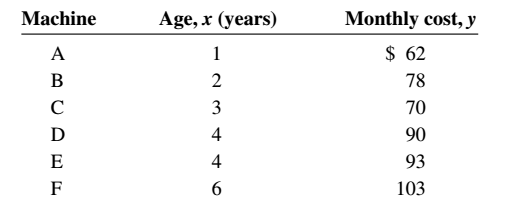 Machine Age, x (years) Monthly cost, y
A 1 $ 62
B 2 78
C 3 70
D 4 90
E 4 93
F 6 103